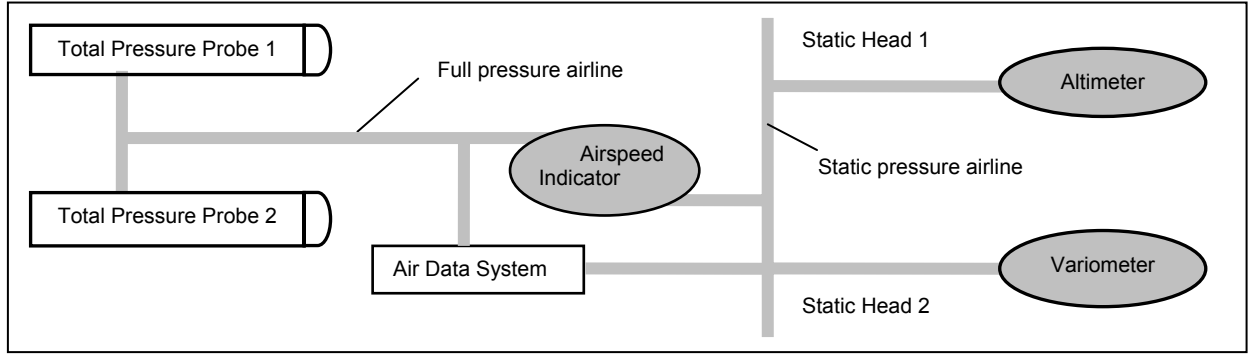 Total Pressure Probe 1
Full pressure airline
Static Head 1
Altimeter
Airspeed
Indicator
Static pressure airline
Total Pressure Probe 2
Air Data System
Variometer
Static Head 2